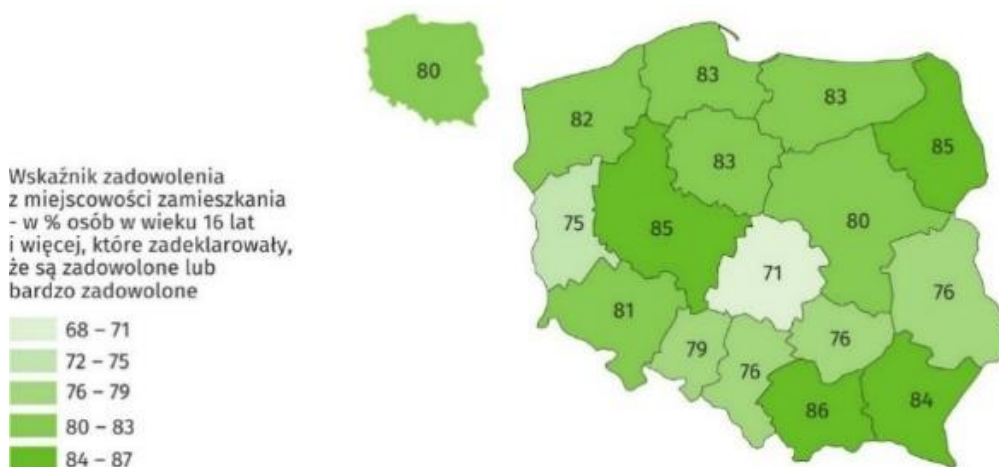 80
83
83
82
83
85
75
85
80
71
76
81
76
79
76
84
86
Wskaźnik zadowolenia
z miejscowości zamieszkania
- w % osób w wieku 16 lat
i więcej, które zadeklarowały,
że są zadowolone lub
bardzo zadowolone
68 – 71
72 – 75
76 – 79
80 – 83
84 – 87